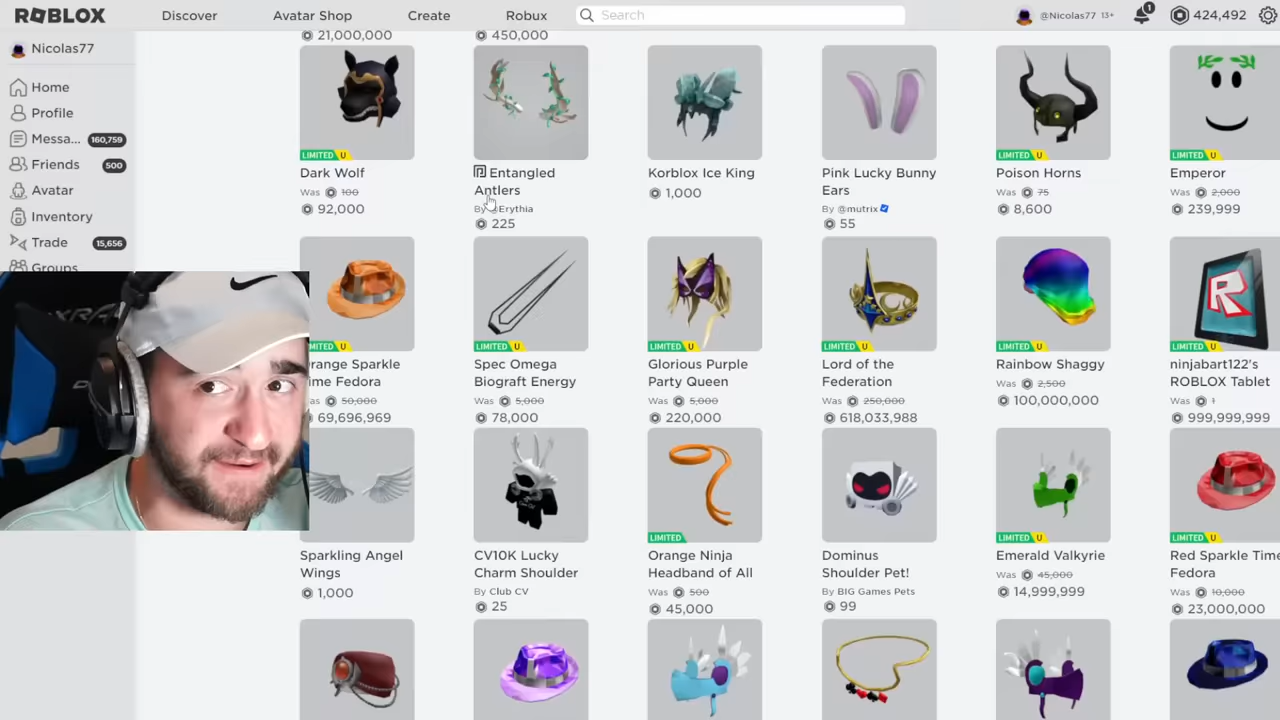 ROBLOX
Discover
Avatar Shop
Create
Robux
Search
@Nicolas77 13+
1
424,492
Nicolas77
Home
Profile
Messa... 160,759
Friends 500
Avatar
Inventory
Trade 15,656
Groups
21,000,000
450,000
LIMITED U
Dark Wolf
Was 100
92,000
Entangled
Antlers
By @Erythia
225
Korblox Ice King
1,000
Pink Lucky Bunny
Ears
By @mutrix
55
LIMITED U
Poison Horns
Was 75
8,600
LIMITED U
Emperor
Was 2,000
239,999
U
Orange Sparkle
Time Fedora
Was 50,000
69,696,969
LIMITED U
Spec Omega
Biograft Energy
Was 5,000
78,000
LIMITED U
Glorious Purple
Party Queen
Was 5,000
220,000
LIMITED U
Lord of the
Federation
Was 250,000
618,033,988
LIMITED U
Rainbow Shaggy
Was 2,500
100,000,000
R
LIMITED U
ninjabart122's
ROBLOX Tablet
Was 1
999,999,999
Sparkling Angel
Wings
1,000
CV10K Lucky
Charm Shoulder
By Club CV
25
LIMITED
Orange Ninja
Headband of All
Was 500
45,000
Dominus
Shoulder Pet!
By BIG Games Pets
99
LIMITED U
Emerald Valkyrie
Was 45,000
14,999,999
LIMITED U
Red Sparkle Time
Fedora
Was 10,000
23,000,000